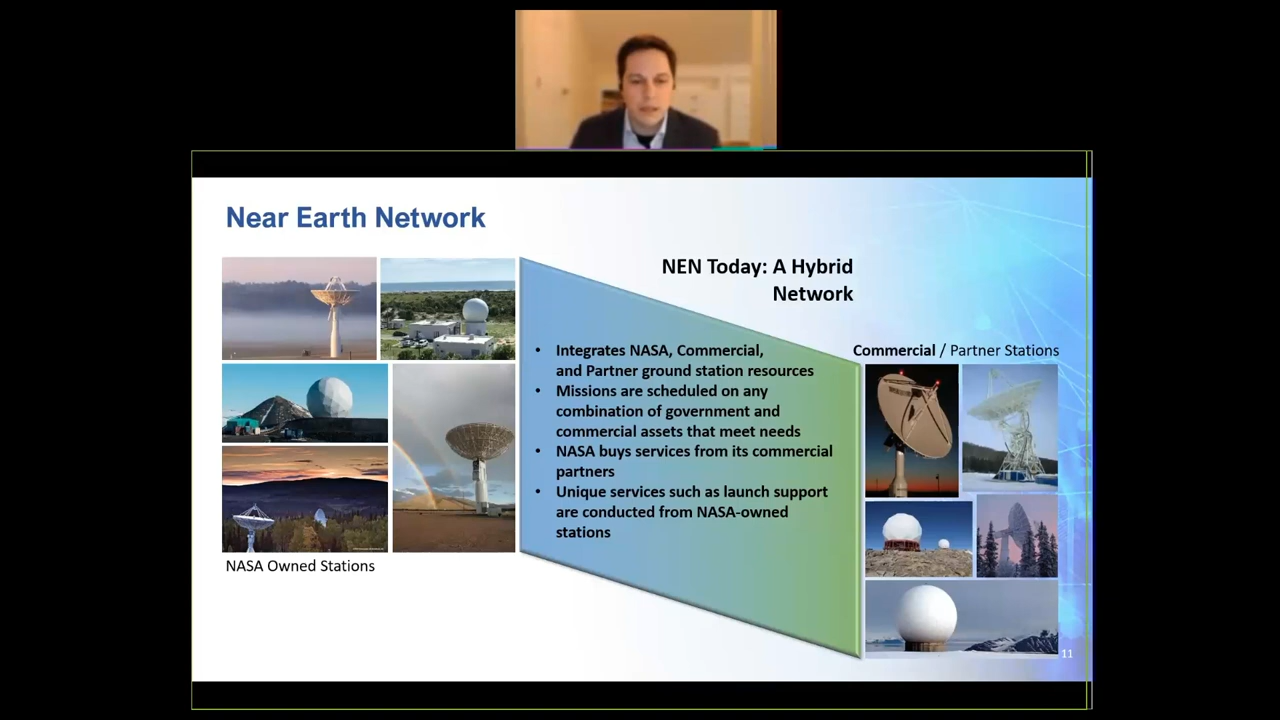 Near Earth Network
NEN Today: A Hybrid
Network
• Integrates NASA, Commercial,
and Partner ground station resources
• Missions are scheduled on any
combination of government and
commercial assets that meet needs
• NASA buys services from its commercial
partners
• Unique services such as launch support
are conducted from NASA-owned
stations
NASA Owned Stations
Commercial / Partner Stations
11